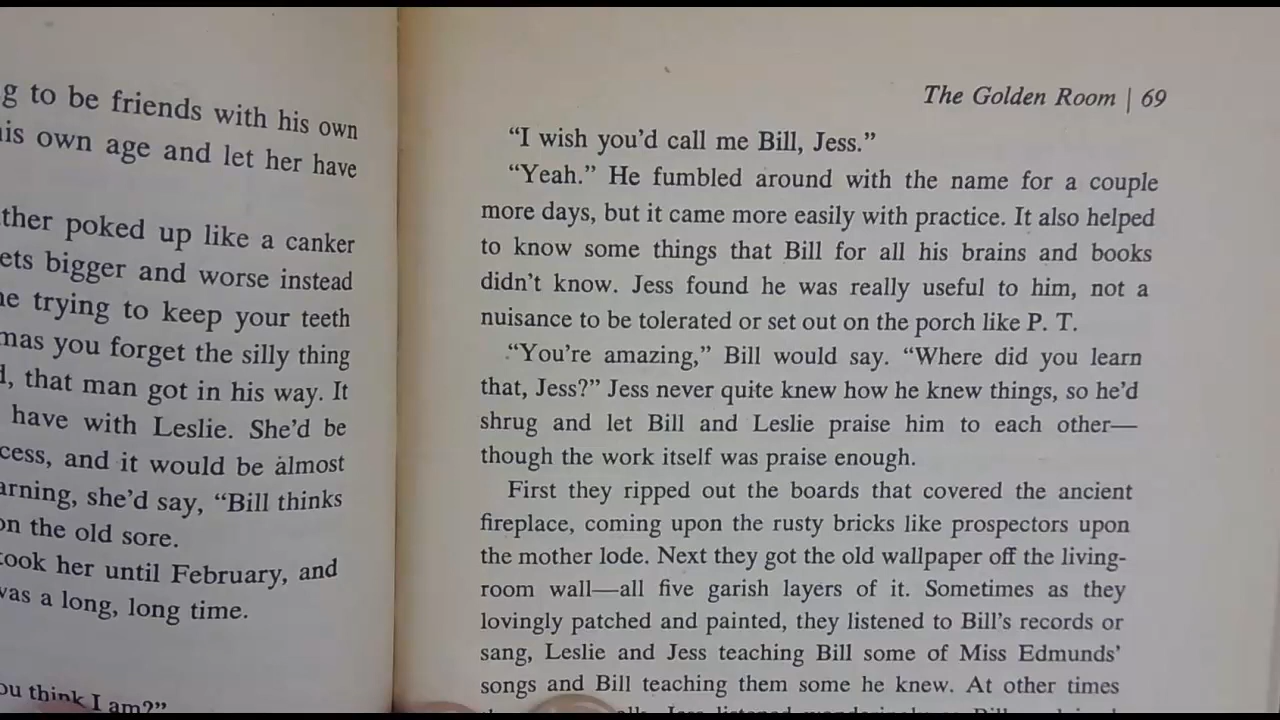 g to be friends with his own
his own age and let her have
ther poked up like a canker
ets bigger and worse instead
e trying to keep your teeth
mas you forget the silly thing
d, that man got in his way. It
have with Leslie. She'd be
cess, and it would be almost
arning, she'd say, “Bill thinks
on the old sore.
took her until February, and
was a long, long time.
ou think I am?”
The Golden Room | 69
“I wish you'd call me Bill, Jess.”
“Yeah.” He fumbled around with the name for a couple
more days, but it came more easily with practice. It also helped
to know some things that Bill for all his brains and books
didn't know. Jess found he was really useful to him, not a
nuisance to be tolerated or set out on the porch like P. T.
“You're amazing,” Bill would say. “Where did you learn
that, Jess?” Jess never quite knew how he knew things, so he'd
shrug and let Bill and Leslie praise him to each other—
though the work itself was praise enough.
First they ripped out the boards that covered the ancient
fireplace, coming upon the rusty bricks like prospectors upon
the mother lode. Next they got the old wallpaper off the living-
room wall—all five garish layers of it. Sometimes as they
lovingly patched and painted, they listened to Bill's records or
sang, Leslie and Jess teaching Bill some of Miss Edmunds'
songs and Bill teaching them some he knew. At other times